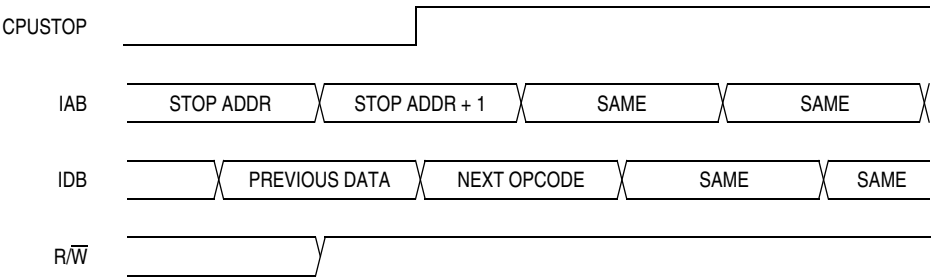 CPUSTOP
IAB STOP ADDR STOP ADDR + 1 SAME SAME
IDB PREVIOUS DATA NEXT OPCODE SAME SAME
R/W̅